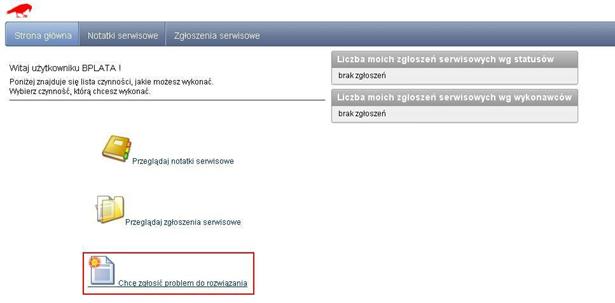 Strona główna
Notatki serwisowe
Zgłoszenia serwisowe
Witaj użytkowniku BPLATA !
Poniżej znajduje się lista czynności, jakie możesz wykonać.
Wybierz czynność, którą chcesz wykonać.
Liczba moich zgloszeń serwisowych wg statusów
brak zgłoszeń
Liczba moich zgłoszeń serwisowych wg wykonawców
brak zgłoszeń
Przeglądaj notatki serwisowe
Przeglądaj zgłoszenia serwisowe
Chcę zgłosić problem do rozwiązania